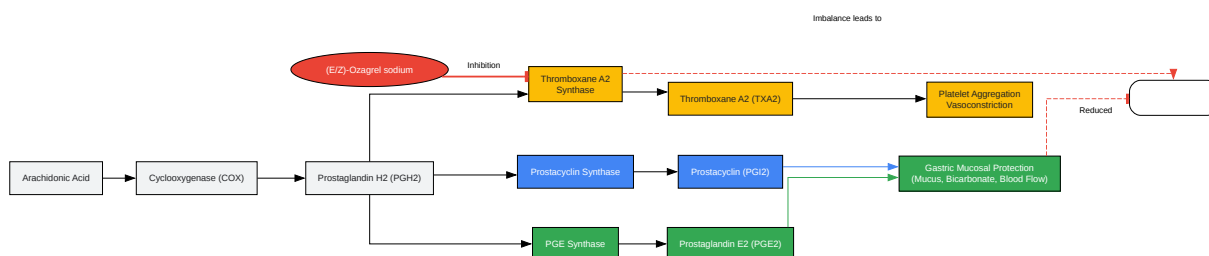 Imbalance leads to
(E/Z)-Ozagrel sodium
Inhibition
Thromboxane A2
Synthase
Thromboxane A2 (TXA2)
Platelet Aggregation
Vasoconstriction
Reduced
Arachidonic Acid
Cyclooxygenase (COX)
Prostaglandin H2 (PGH2)
Prostacyclin Synthase
Prostacyclin (PGI2)
Gastric Mucosal Protection
(Mucus, Bicarbonate, Blood Flow)
PGE Synthase
Prostaglandin E2 (PGE2)